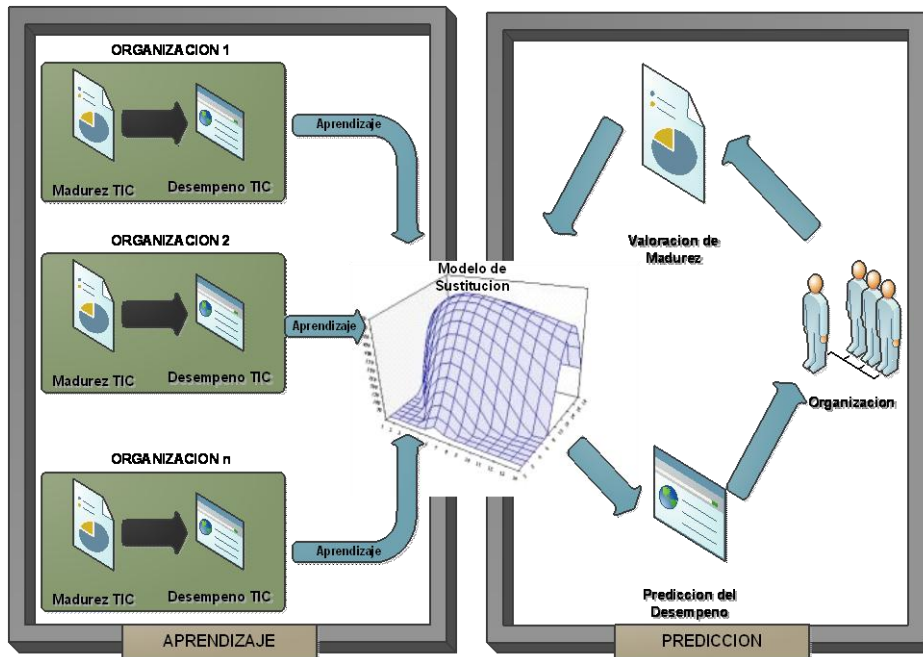 ORGANIZACION 1
Madurez TIC
Desempeno TIC
Aprendizaje
ORGANIZACION 2
Madurez TIC
Desempeno TIC
Aprendizaje
ORGANIZACION n
Madurez TIC
Desempeno TIC
Aprendizaje
Modelo de
Sustitucion
APRENDIZAJE
Valoracion de
Madurez
Organizacion
Prediccion del
Desempeno
PREDICCION